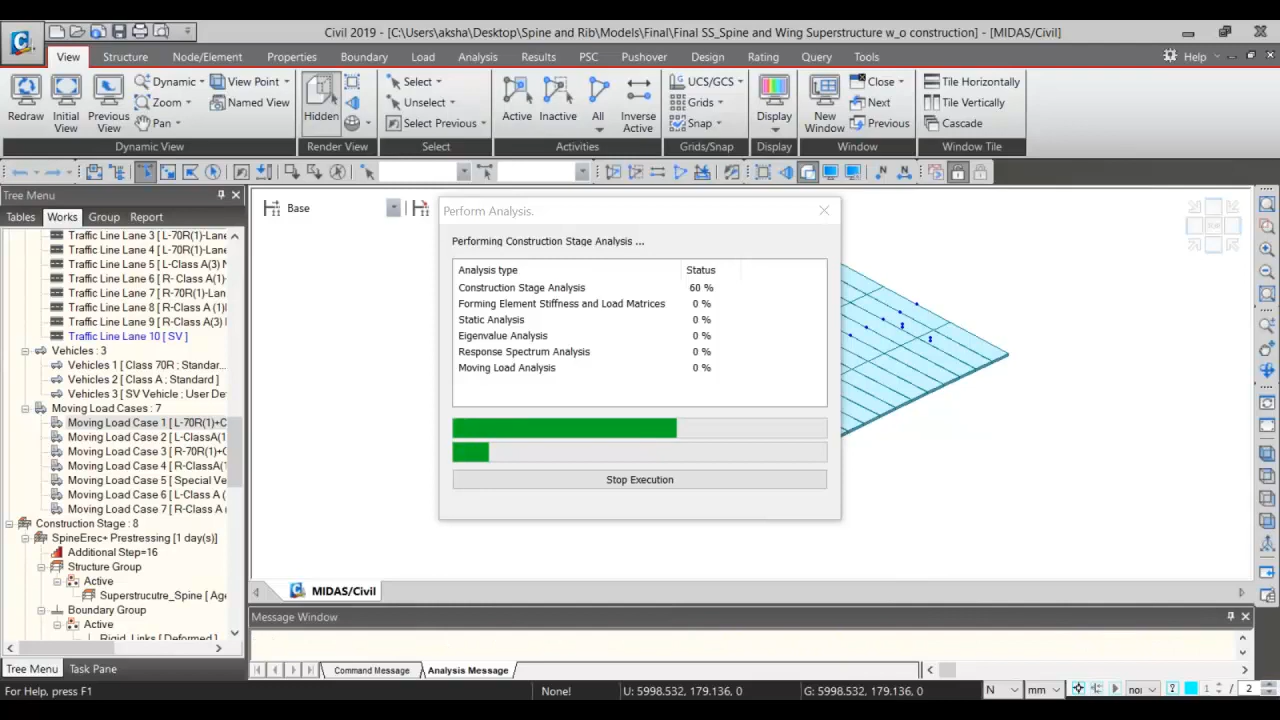 Civil 2019 - [C:\Users\aksha\Desktop\Spine and Rib\Models\Final\Final SS_Spine and Wing Superstructure w_o construction] - [MIDAS/Civil]
View Structure Node/Element Properties Boundary Load Analysis Results PSC Pushover Design Rating Query Tools Help
Redraw
Initial View
Previous View
Dynamic
Zoom
Pan
View Point
Named View
Hidden
Select
Unselect
Select Previous
Active
Inactive
All
Inverse Active
UCS/GCS
Grids
Snap
Display
New Window
Close
Next
Previous
Tile Horizontally
Tile Vertically
Cascade
Dynamic View
Render View
Select
Activities
Grids/Snap
Display
Window
Window Tile
Tree Menu
Tables Works Group Report
Traffic Line Lane 3 [ L-70R(1)-Lane
Traffic Line Lane 4 [ L-70R(1)-Lane
Traffic Line Lane 5 [ L-Class A(3) N
Traffic Line Lane 6 [ R- Class A(1)-
Traffic Line Lane 7 [ R-70R(1)-Lan
Traffic Line Lane 8 [ R-Class A (1)
Traffic Line Lane 9 [ R-Class A(3)
Traffic Line Lane 10 [ SV ]
Vehicles : 3
Vehicles 1 [ Class 70R ; Standar...
Vehicles 2 [ Class A ; Standard ]
Vehicles 3 [ SV Vehicle ; User De
Moving Load Cases : 7
Moving Load Case 1 [ L-70R(1)+C
Moving Load Case 2 [ L-ClassA(1
Moving Load Case 3 [ R-70R(1)+C
Moving Load Case 4 [ R-ClassA(1
Moving Load Case 5 [ Special Ve
Moving Load Case 6 [ L-Class A (
Moving Load Case 7 [ R-Class A (
Construction Stage : 8
SpineErec+ Prestressing [1 day(s)]
Additional Step=16
Structure Group
Active
Superstrucutre_Spine [ Age
Boundary Group
Active
Rigid_Links [ Deformed ]
Tree Menu Task Pane
Base
Perform Analysis.
Performing Construction Stage Analysis ...
Analysis type Status
Construction Stage Analysis 60 %
Forming Element Stiffness and Load Matrices 0 %
Static Analysis 0 %
Eigenvalue Analysis 0 %
Response Spectrum Analysis 0 %
Moving Load Analysis 0 %
Stop Execution
MIDAS/Civil
Message Window
Command Message Analysis Message
For Help, press F1 None! U: 5998.532, 179.136, 0 G: 5998.532, 179.136, 0 N mm nor 1 / 2